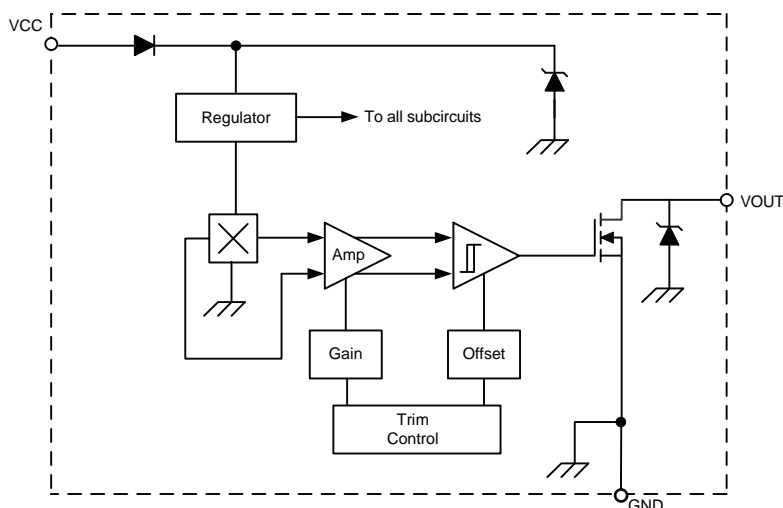 VCC
Regulator
To all subcircuits
VOUT
Amp
Gain
Offset
Trim
Control
GND